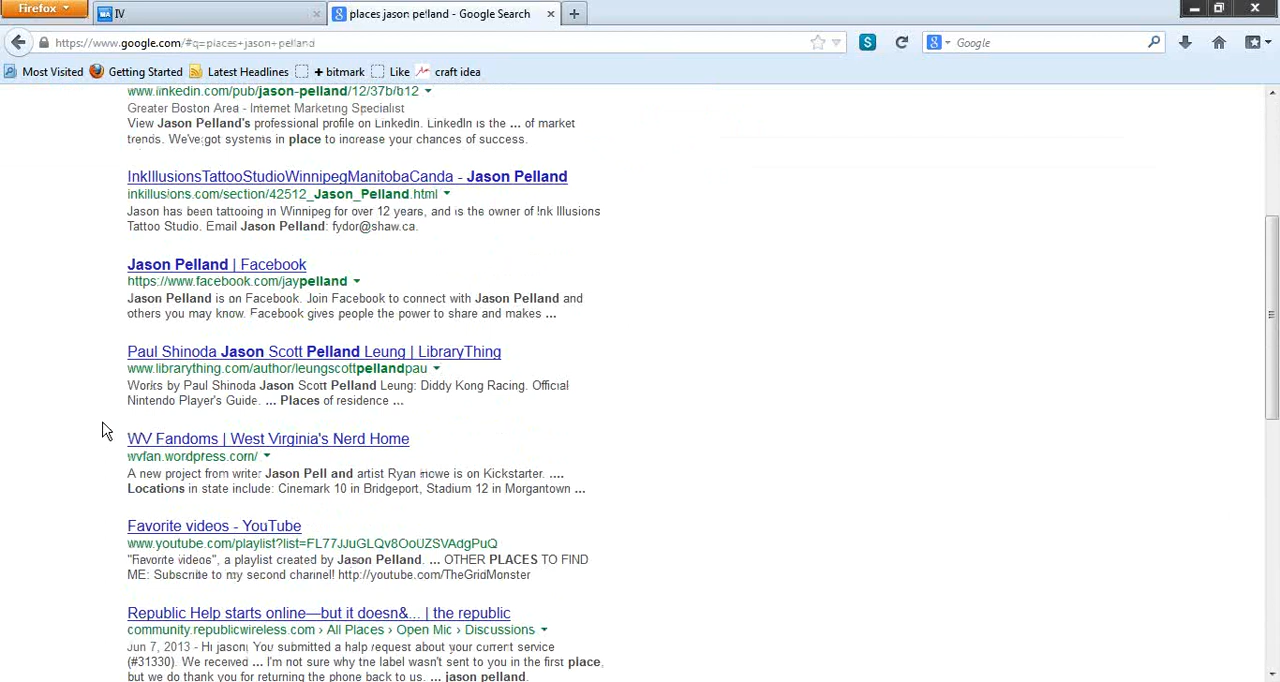 Firefox
IV
places jason pelland - Google Search
https://www.google.com/#q=places+jason+pelland
Google
Most Visited Getting Started Latest Headlines + bitmark Like craft idea
www.linkedin.com/pub/jason-pelland/12/37b/b12
Greater Boston Area - Internet Marketing Specialist
View Jason Pelland's professional profile on LinkedIn. LinkedIn is the ... of market
trends. We've got systems in place to increase your chances of success.
InkIllusionsTattooStudioWinnipegManitobaCanda - Jason Pelland
inkillusions.com/section/42512_Jason_Pelland.html
Jason has been tattooing in Winnipeg for over 12 years, and is the owner of Ink Illusions
Tattoo Studio. Email Jason Pelland: fydor@shaw.ca.
Jason Pelland | Facebook
https://www.facebook.com/jaypelland
Jason Pelland is on Facebook. Join Facebook to connect with Jason Pelland and
others you may know. Facebook gives people the power to share and makes ...
Paul Shinoda Jason Scott Pelland Leung | LibraryThing
www.librarything.com/author/leungscottpellandpau
Works by Paul Shinoda Jason Scott Pelland Leung: Diddy Kong Racing. Official
Nintendo Player's Guide. ... Places of residence ...
WV Fandoms | West Virginia's Nerd Home
wvfan.wordpress.com/
A new project from writer Jason Pell and artist Ryan Howe is on Kickstarter. ....
Locations in state include: Cinemark 10 in Bridgeport, Stadium 12 in Morgantown ...
Favorite videos - YouTube
www.youtube.com/playlist?list=FL77JJuGLQv8OoUZSVAdgPuQ
"Favorite videos", a playlist created by Jason Pelland. ... OTHER PLACES TO FIND
ME: Subscribe to my second channel! http://youtube.com/TheGridMonster
Republic Help starts online—but it doesn&... | the republic
community.republicwireless.com › All Places › Open Mic › Discussions
Jun 7, 2013 - Hi jason, You submitted a help request about your current service
(#31330). We received ... I'm not sure why the label wasn't sent to you in the first place,
but we do thank you for returning the phone back to us. ... jason pelland.